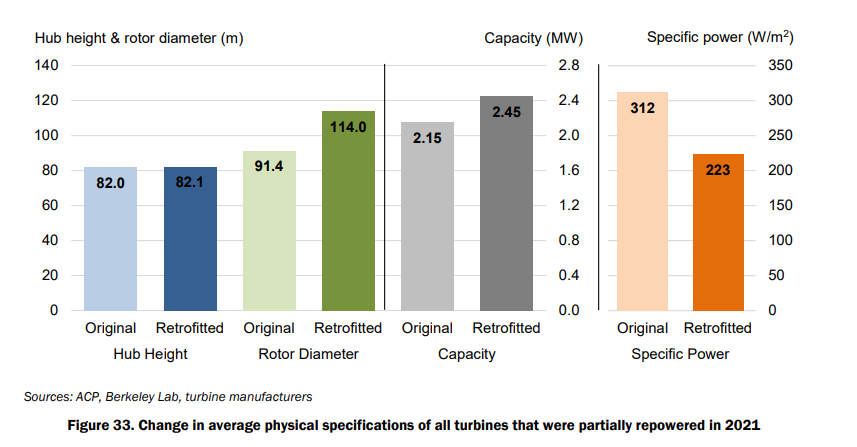 Hub height & rotor diameter (m) Capacity (MW) Specific power (W/m²)
140 2.8 350
120 2.4 300
100 2.0 250
80 1.6 200
60 1.2 150
40 0.8 100
20 0.4 50
0 0.0 0
82.0 82.1 91.4 114.0 2.15 2.45 312 223
Original Retrofitted Original Retrofitted Original Retrofitted Original Retrofitted
Hub Height Rotor Diameter Capacity Specific Power
Sources: ACP, Berkeley Lab, turbine manufacturers
Figure 33. Change in average physical specifications of all turbines that were partially repowered in 2021